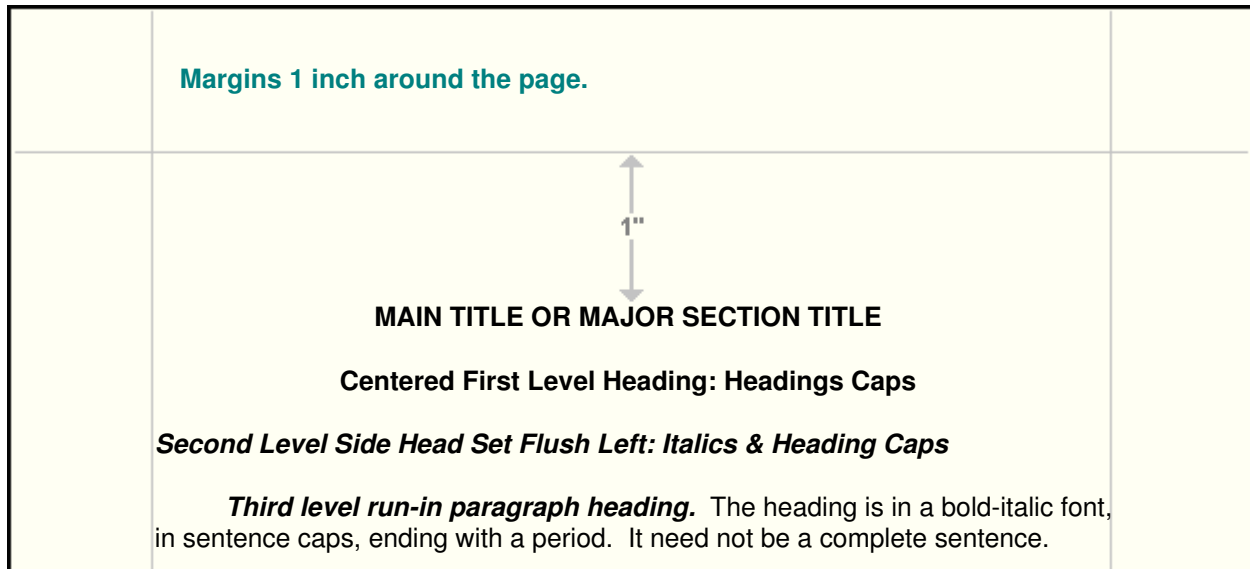 Margins 1 inch around the page.
1"
MAIN TITLE OR MAJOR SECTION TITLE
Centered First Level Heading: Headings Caps
Second Level Side Head Set Flush Left: Italics & Heading Caps
Third level run-in paragraph heading.  The heading is in a bold-italic font,
in sentence caps, ending with a period.  It need not be a complete sentence.